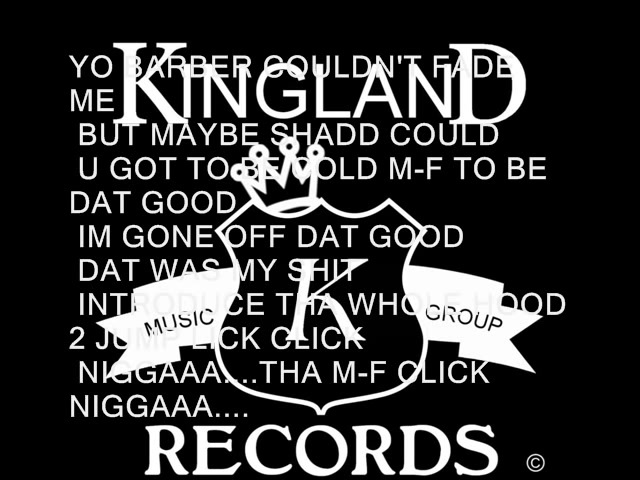 YO BARBER COULDN'T FADE
ME
BUT MAYBE SHADD COULD
U GOT TO BE COLD M-F TO BE
DAT GOOD
IM GONE OFF DAT GOOD
DAT WAS MY SHIT
INTRODUCE THA WHOLE HOOD
2 JUMP LICK CLICK
NIGGAAA....THA M-F CLICK
NIGGAAA....
KINGLAND
K
MUSIC GROUP
RECORDS ©